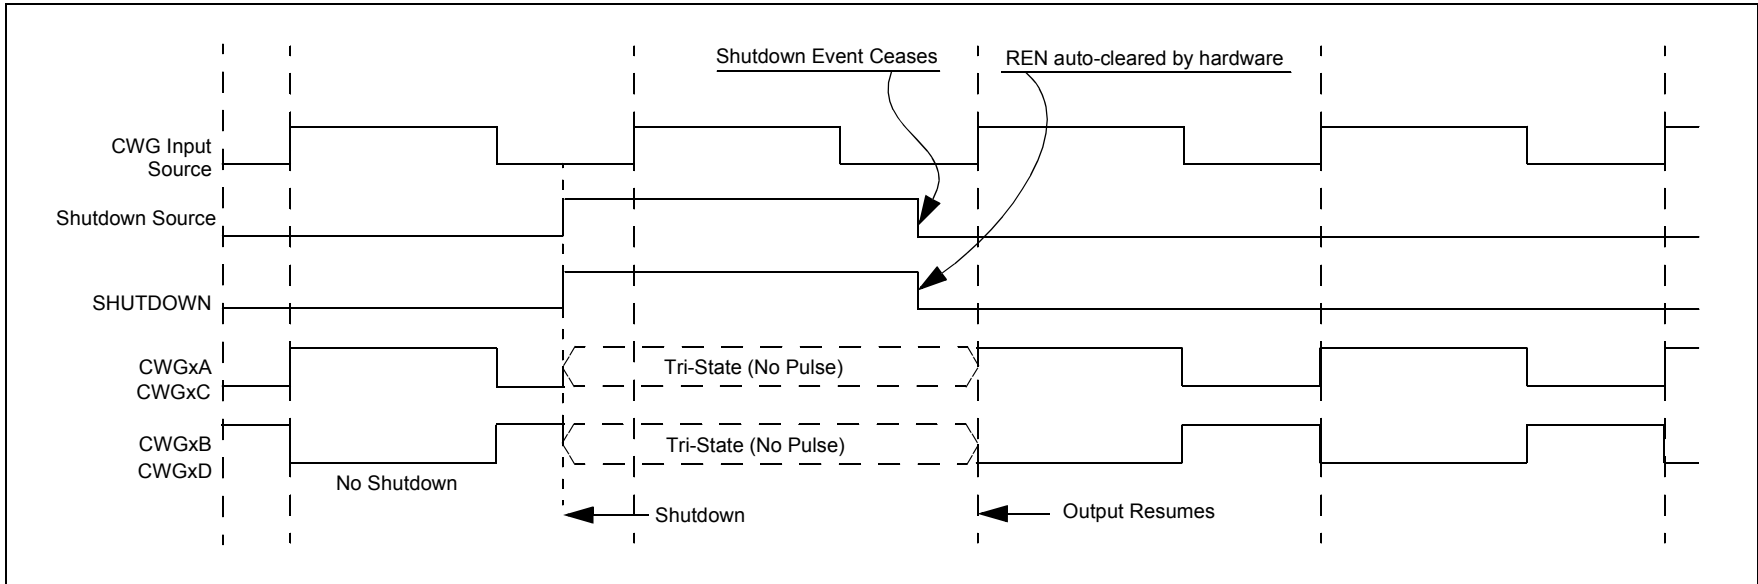 Shutdown Event Ceases
REN auto-cleared by hardware
CWG Input
Source
Shutdown Source
SHUTDOWN
CWGxA
CWGxC
Tri-State (No Pulse)
CWGxB
CWGxD
Tri-State (No Pulse)
No Shutdown
Shutdown
Output Resumes